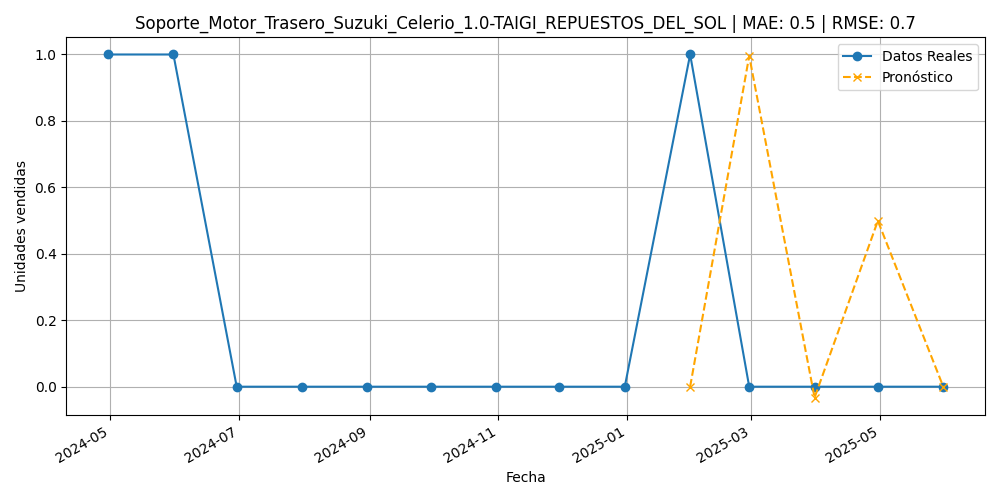 Soporte_Motor_Trasero_Suzuki_Celerio_1.0-TAIGI_REPUESTOS_DEL_SOL | MAE: 0.5 | RMSE: 0.7
Datos Reales
Pronóstico
Unidades vendidas
1.0
0.8
0.6
0.4
0.2
0.0
2024-05
2024-07
2024-09
2024-11
2025-01
2025-03
2025-05
Fecha